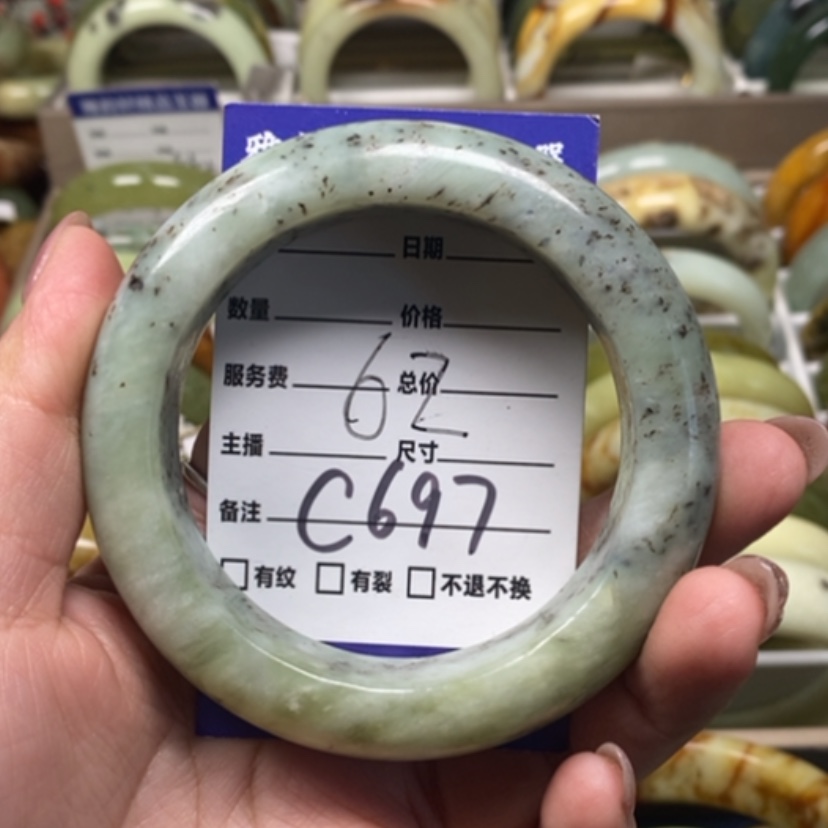 雅
日期
数量 价格
服务费 总价
62
主播 尺寸
备注 C697
有纹 有裂 不退不换